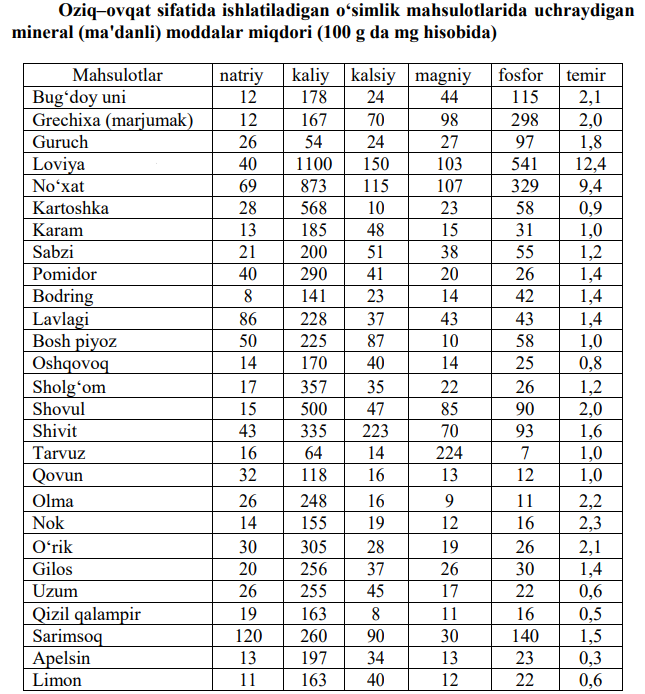 Oziq–ovqat sifatida ishlatiladigan o‘simlik mahsulotlarida uchraydigan
mineral (ma'danli) moddalar miqdori (100 g da mg hisobida)
Mahsulotlar natriy kaliy kalsiy magniy fosfor temir
Bug‘doy uni 12 178 24 44 115 2,1
Grechixa (marjumak) 12 167 70 98 298 2,0
Guruch 26 54 24 27 97 1,8
Loviya 40 1100 150 103 541 12,4
No‘xat 69 873 115 107 329 9,4
Kartoshka 28 568 10 23 58 0,9
Karam 13 185 48 15 31 1,0
Sabzi 21 200 51 38 55 1,2
Pomidor 40 290 41 20 26 1,4
Bodring 8 141 23 14 42 1,4
Lavlagi 86 228 37 43 43 1,4
Bosh piyoz 50 225 87 10 58 1,0
Oshqovoq 14 170 40 14 25 0,8
Sholg‘om 17 357 35 22 26 1,2
Shovul 15 500 47 85 90 2,0
Shivit 43 335 223 70 93 1,6
Tarvuz 16 64 14 224 7 1,0
Qovun 32 118 16 13 12 1,0
Olma 26 248 16 9 11 2,2
Nok 14 155 19 12 16 2,3
O‘rik 30 305 28 19 26 2,1
Gilos 20 256 37 26 30 1,4
Uzum 26 255 45 17 22 0,6
Qizil qalampir 19 163 8 11 16 0,5
Sarimsoq 120 260 90 30 140 1,5
Apelsin 13 197 34 13 23 0,3
Limon 11 163 40 12 22 0,6